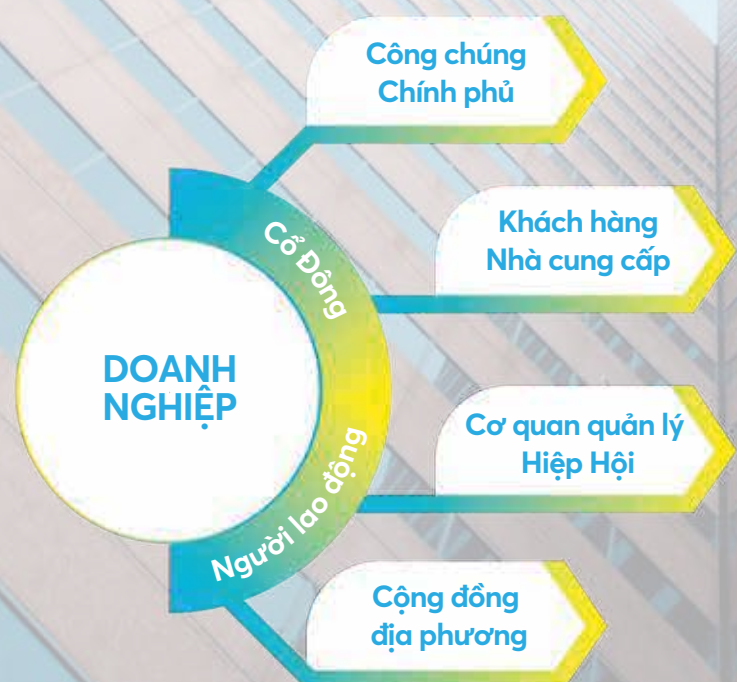 Công chúng
Chính phủ
Khách hàng
Nhà cung cấp
Cổ Đông
DOANH
NGHIỆP
Người lao động
Cơ quan quản lý
Hiệp Hội
Cộng đồng
địa phương